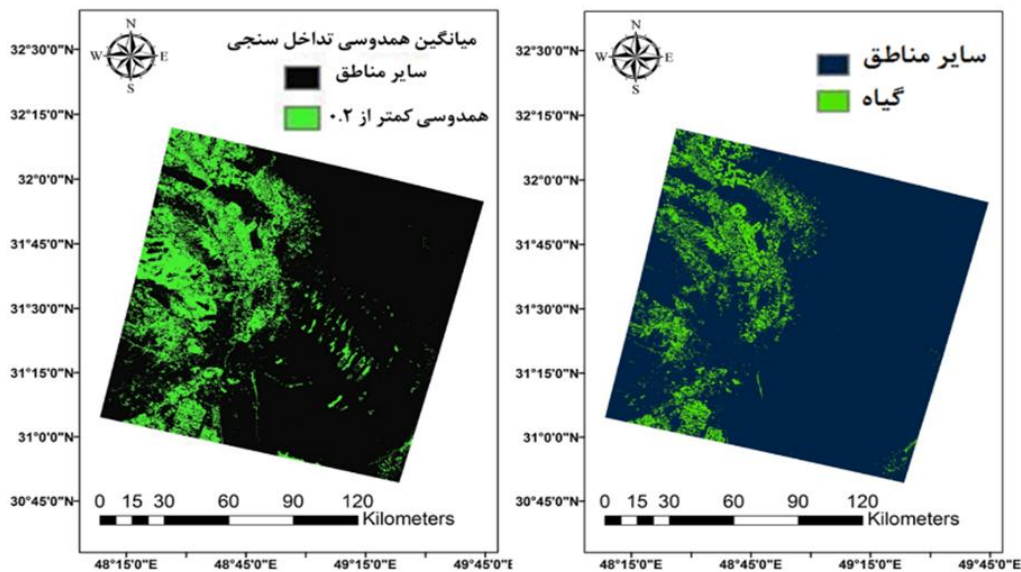 N
W E
S
میانگین همدوسی تداخل سنجی
سایر مناطق
همدوسی کمتر از ۰.۲
32°30'0"N
32°15'0"N
32°0'0"N
31°45'0"N
31°30'0"N
31°15'0"N
31°0'0"N
30°45'0"N
0 15 30 60 90 120
Kilometers
48°15'0"E 48°45'0"E 49°15'0"E 49°45'0"E
N
W E
S
سایر مناطق
گیاه
32°30'0"N
32°15'0"N
32°0'0"N
31°45'0"N
31°30'0"N
31°15'0"N
31°0'0"N
30°45'0"N
0 15 30 60 90 120
Kilometers
48°15'0"E 48°45'0"E 49°15'0"E 49°45'0"E